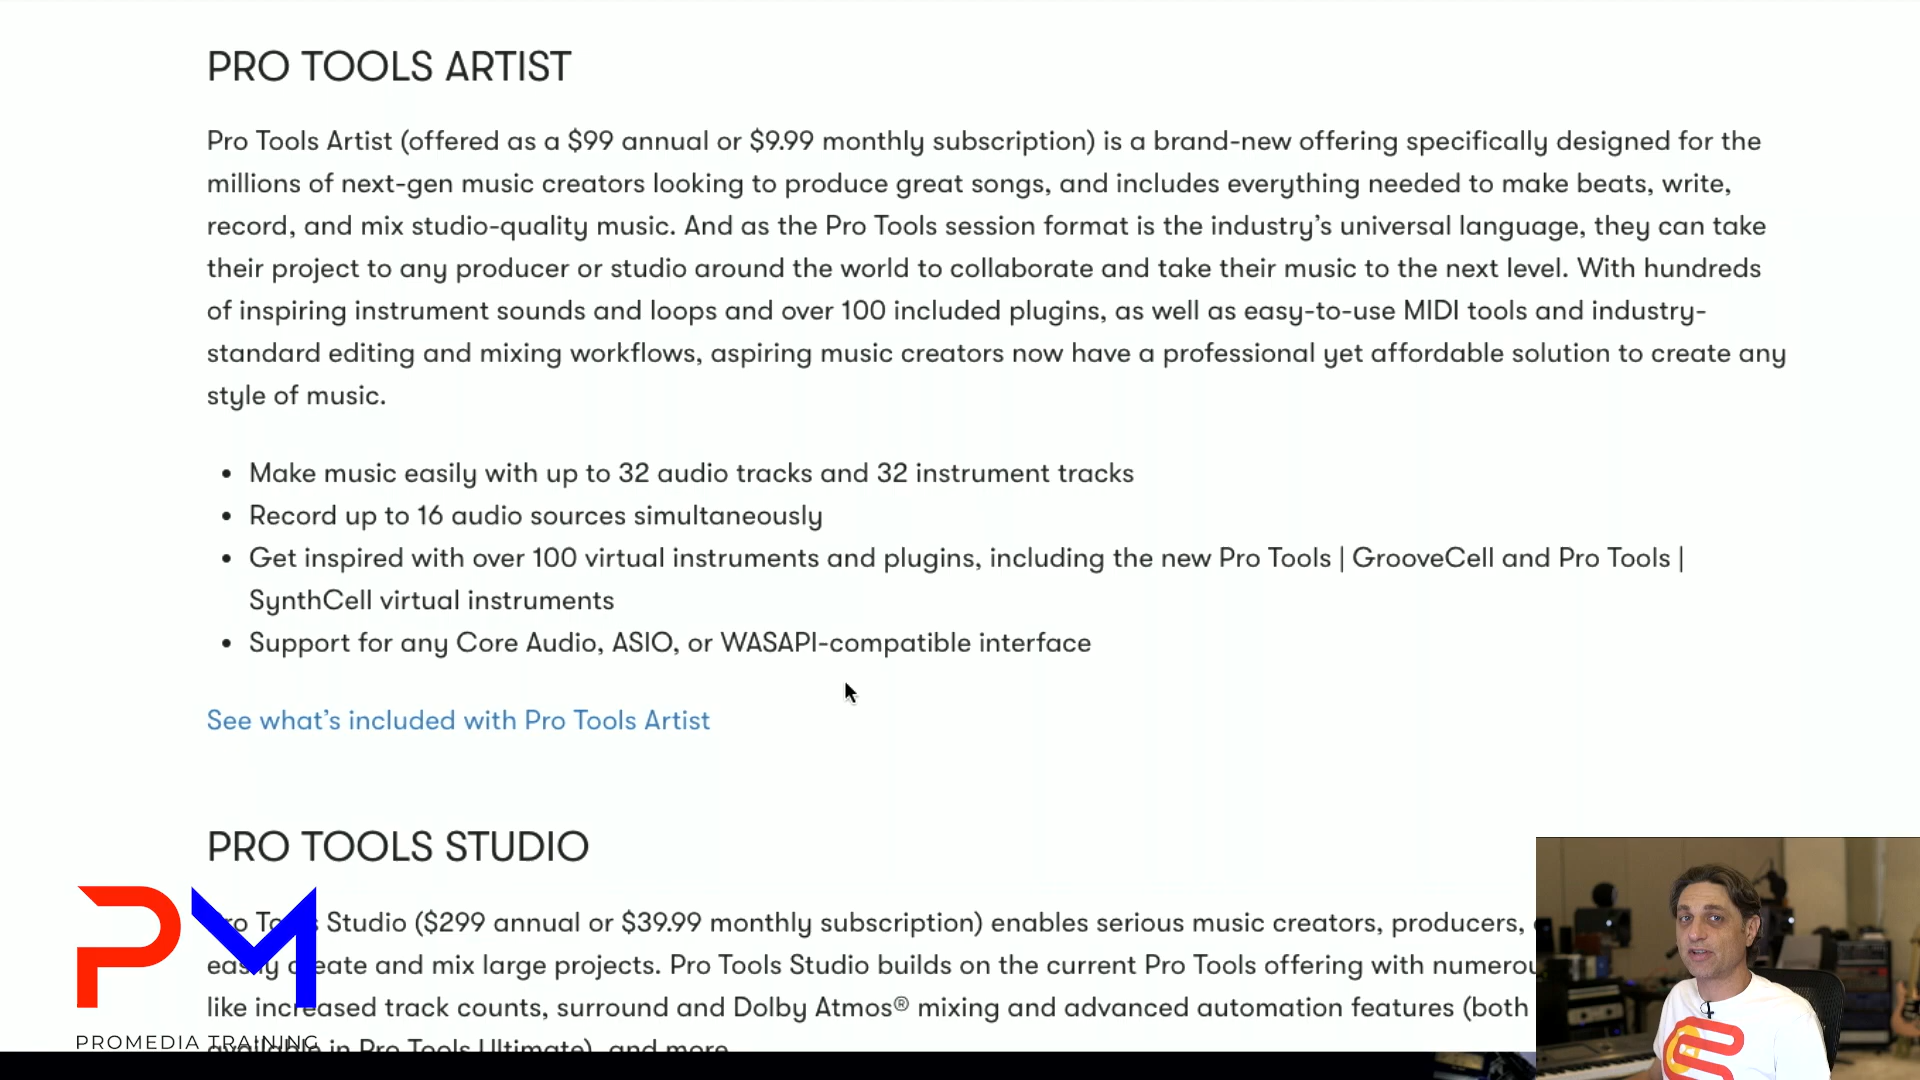 PRO TOOLS ARTIST
Pro Tools Artist (offered as a $99 annual or $9.99 monthly subscription) is a brand-new offering specifically designed for the
millions of next-gen music creators looking to produce great songs, and includes everything needed to make beats, write,
record, and mix studio-quality music. And as the Pro Tools session format is the industry’s universal language, they can take
their project to any producer or studio around the world to collaborate and take their music to the next level. With hundreds
of inspiring instrument sounds and loops and over 100 included plugins, as well as easy-to-use MIDI tools and industry-
standard editing and mixing workflows, aspiring music creators now have a professional yet affordable solution to create any
style of music.
• Make music easily with up to 32 audio tracks and 32 instrument tracks
• Record up to 16 audio sources simultaneously
• Get inspired with over 100 virtual instruments and plugins, including the new Pro Tools | GrooveCell and Pro Tools |
SynthCell virtual instruments
• Support for any Core Audio, ASIO, or WASAPI-compatible interface
See what’s included with Pro Tools Artist
PRO TOOLS STUDIO
Studio ($299 annual or $39.99 monthly subscription) enables serious music creators, producers,
easily create and mix large projects. Pro Tools Studio builds on the current Pro Tools offering with
like increased track counts, surround and Dolby Atmos® mixing and advanced automation features (both
in Pro Tools Ultimate), and more
PM
PROMEDIA TRAINING